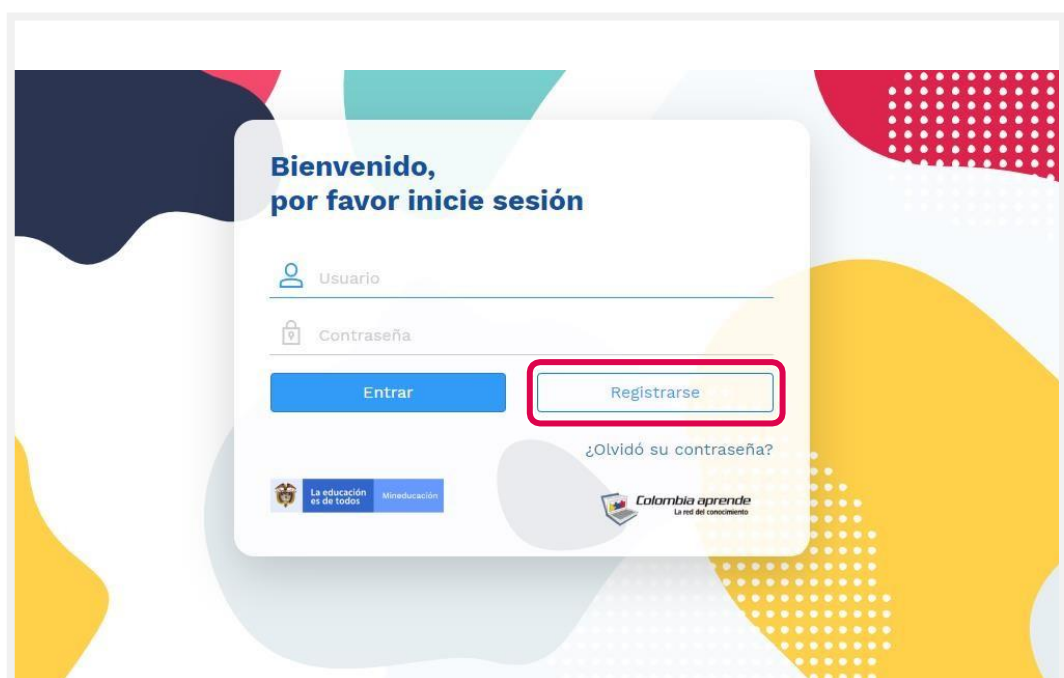 Bienvenido,
por favor inicie sesión
Usuario
Contraseña
Entrar
Registrarse
¿Olvidó su contraseña?
La educación
es de todos
Mineducación
Colombia aprende
La red del conocimiento